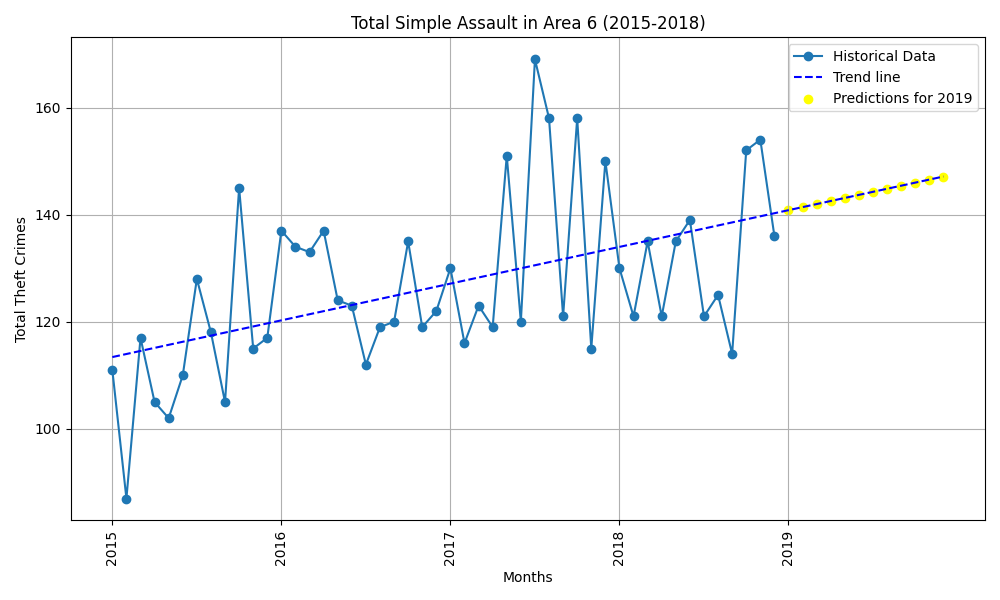 Total Simple Assault in Area 6 (2015-2018)
Historical Data
Trend line
Predictions for 2019
Total Theft Crimes
160
140
120
100
2015
2016
2017
2018
2019
Months